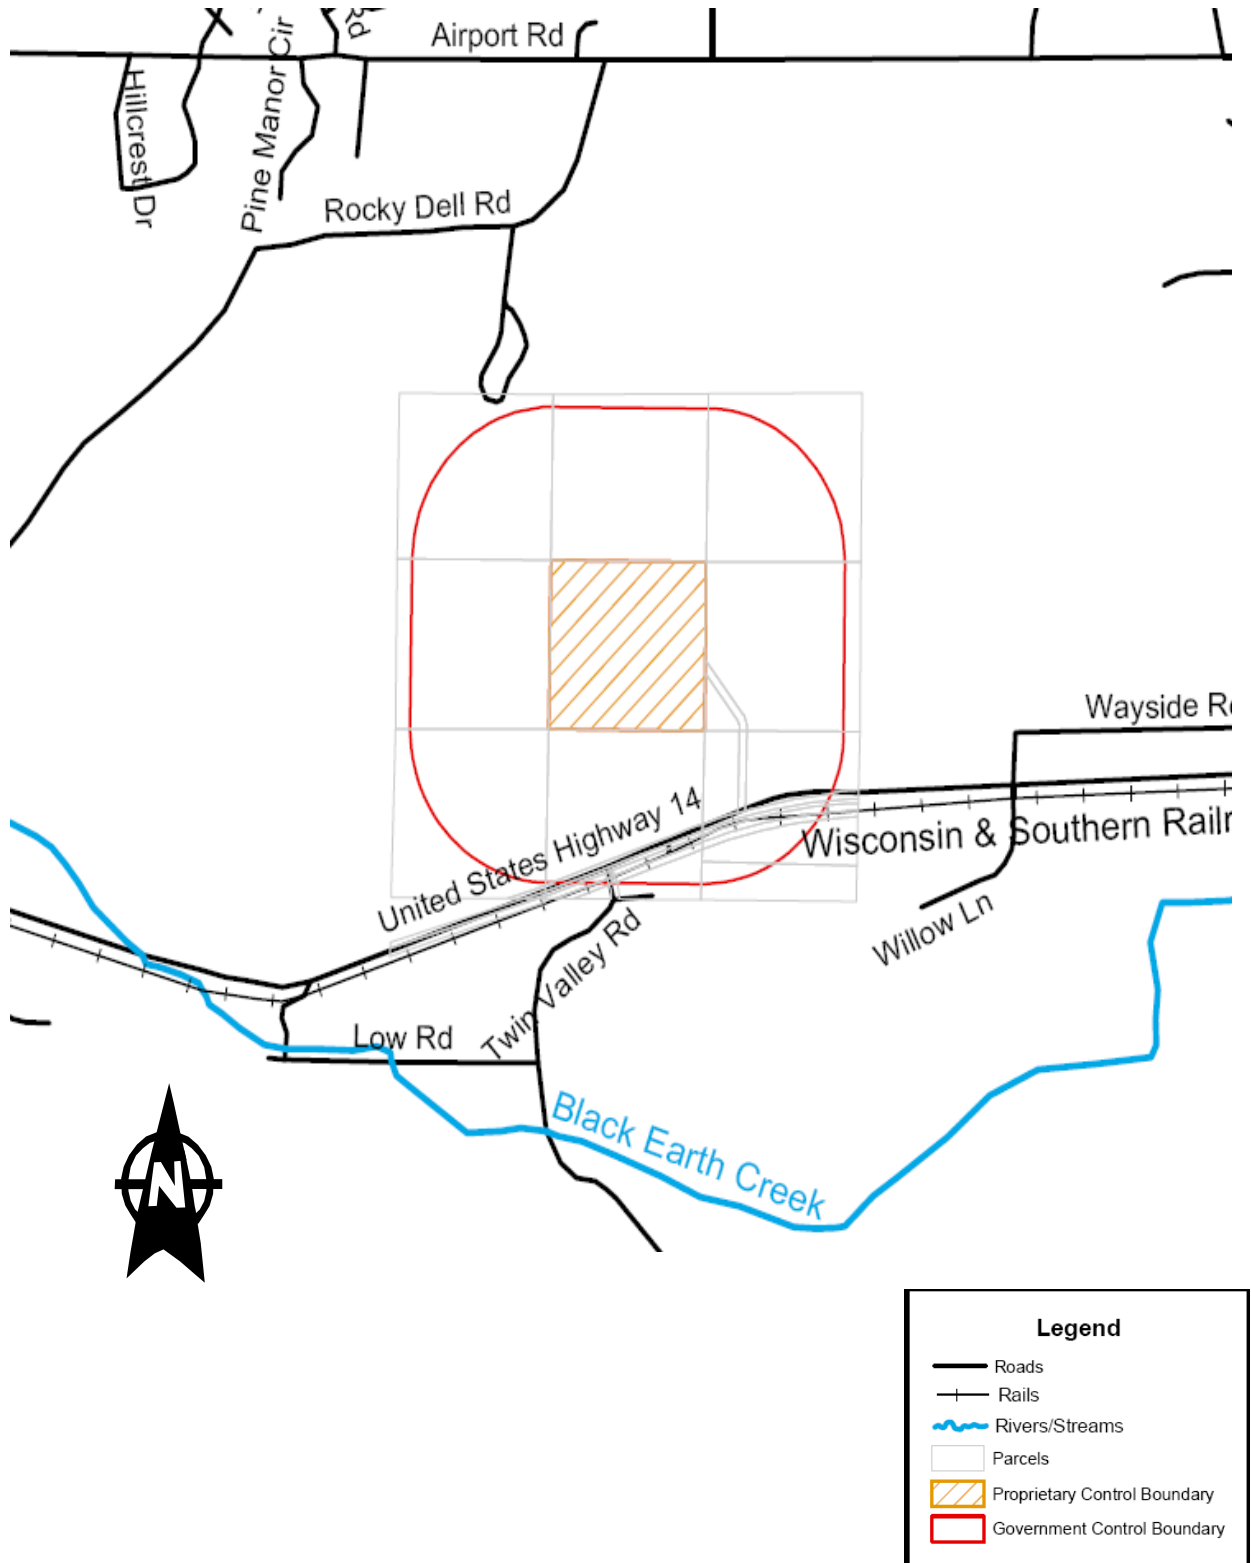 Rd
Airport Rd
Hillcrest Dr
Pine Manor Cir
Rocky Dell Rd
Wayside R
United States Highway 14
Wisconsin & Southern Railr
Willow Ln
Twin Valley Rd
Low Rd
Black Earth Creek
N
Legend
Roads
Rails
Rivers/Streams
Parcels
Proprietary Control Boundary
Government Control Boundary